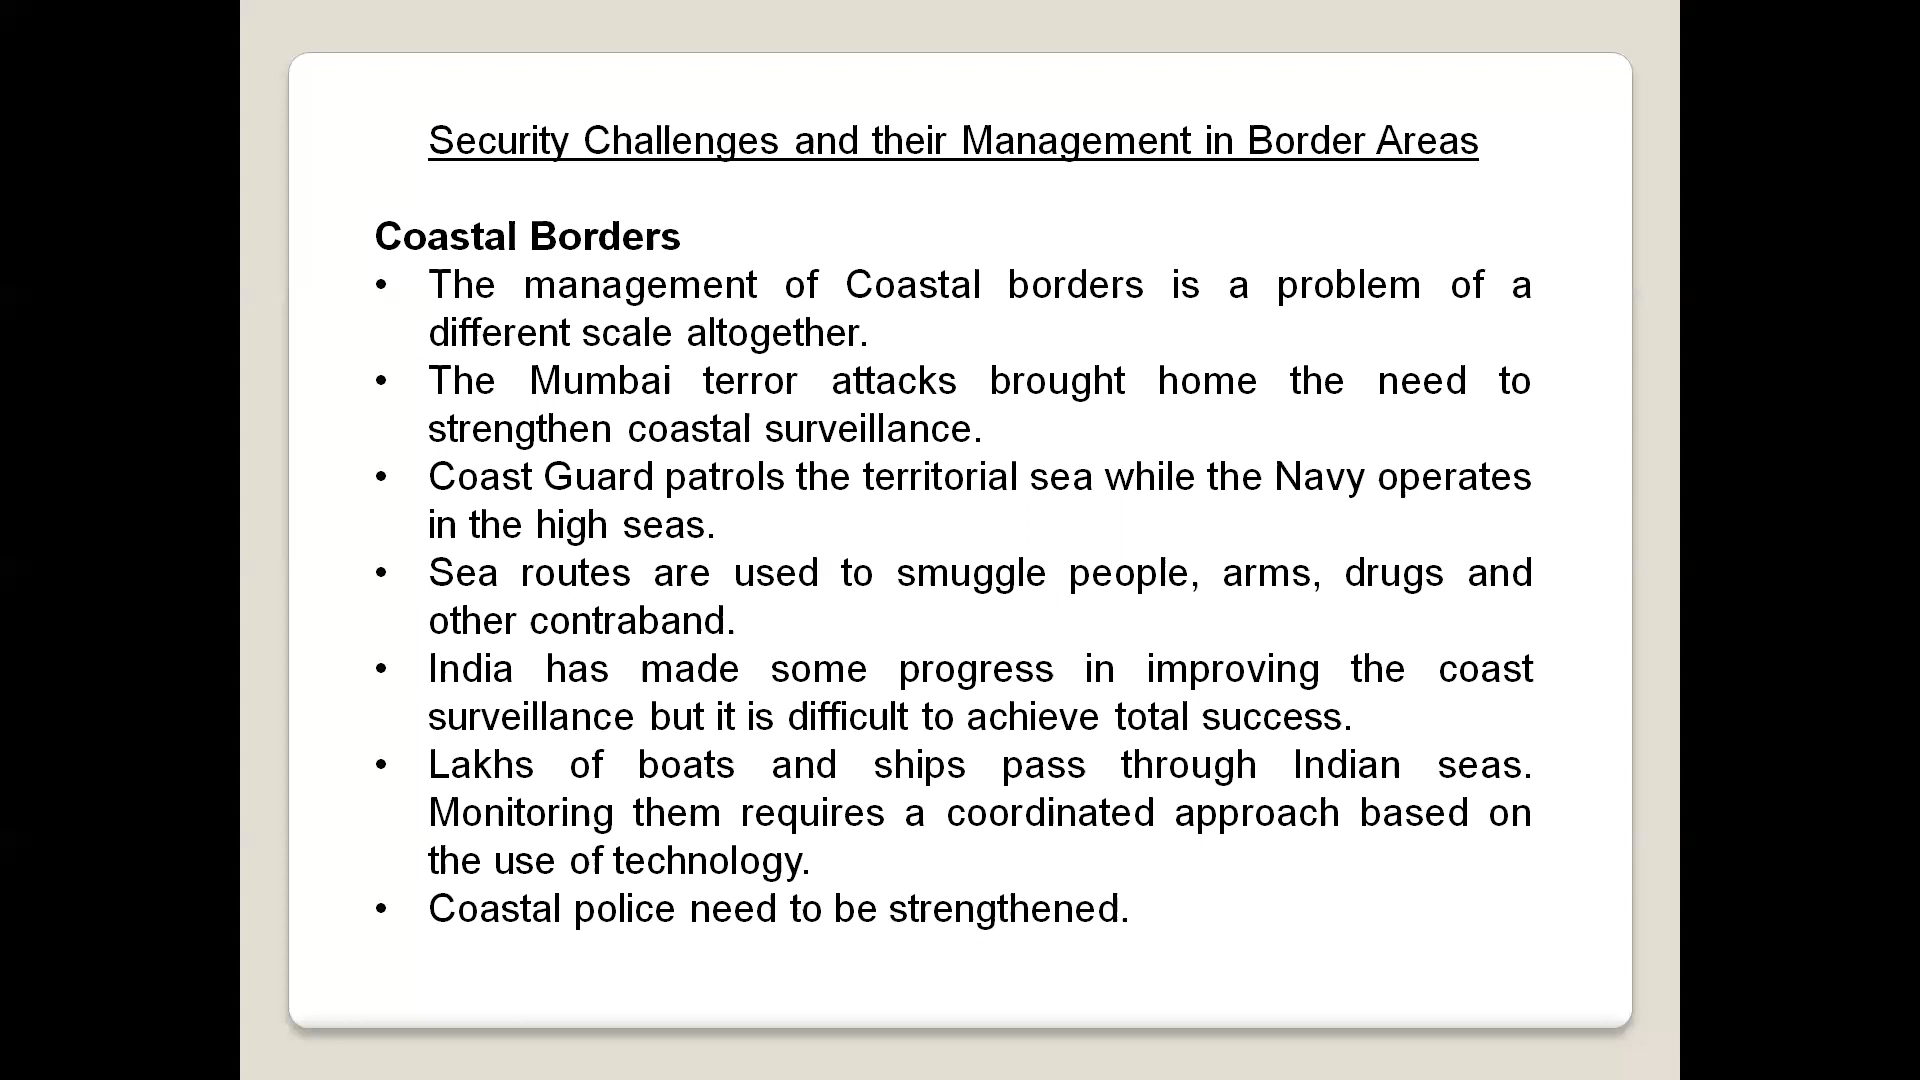 Security Challenges and their Management in Border Areas
Coastal Borders
• The management of Coastal borders is a problem of a
different scale altogether.
• The Mumbai terror attacks brought home the need to
strengthen coastal surveillance.
• Coast Guard patrols the territorial sea while the Navy operates
in the high seas.
• Sea routes are used to smuggle people, arms, drugs and
other contraband.
• India has made some progress in improving the coast
surveillance but it is difficult to achieve total success.
• Lakhs of boats and ships pass through Indian seas.
Monitoring them requires a coordinated approach based on
the use of technology.
• Coastal police need to be strengthened.